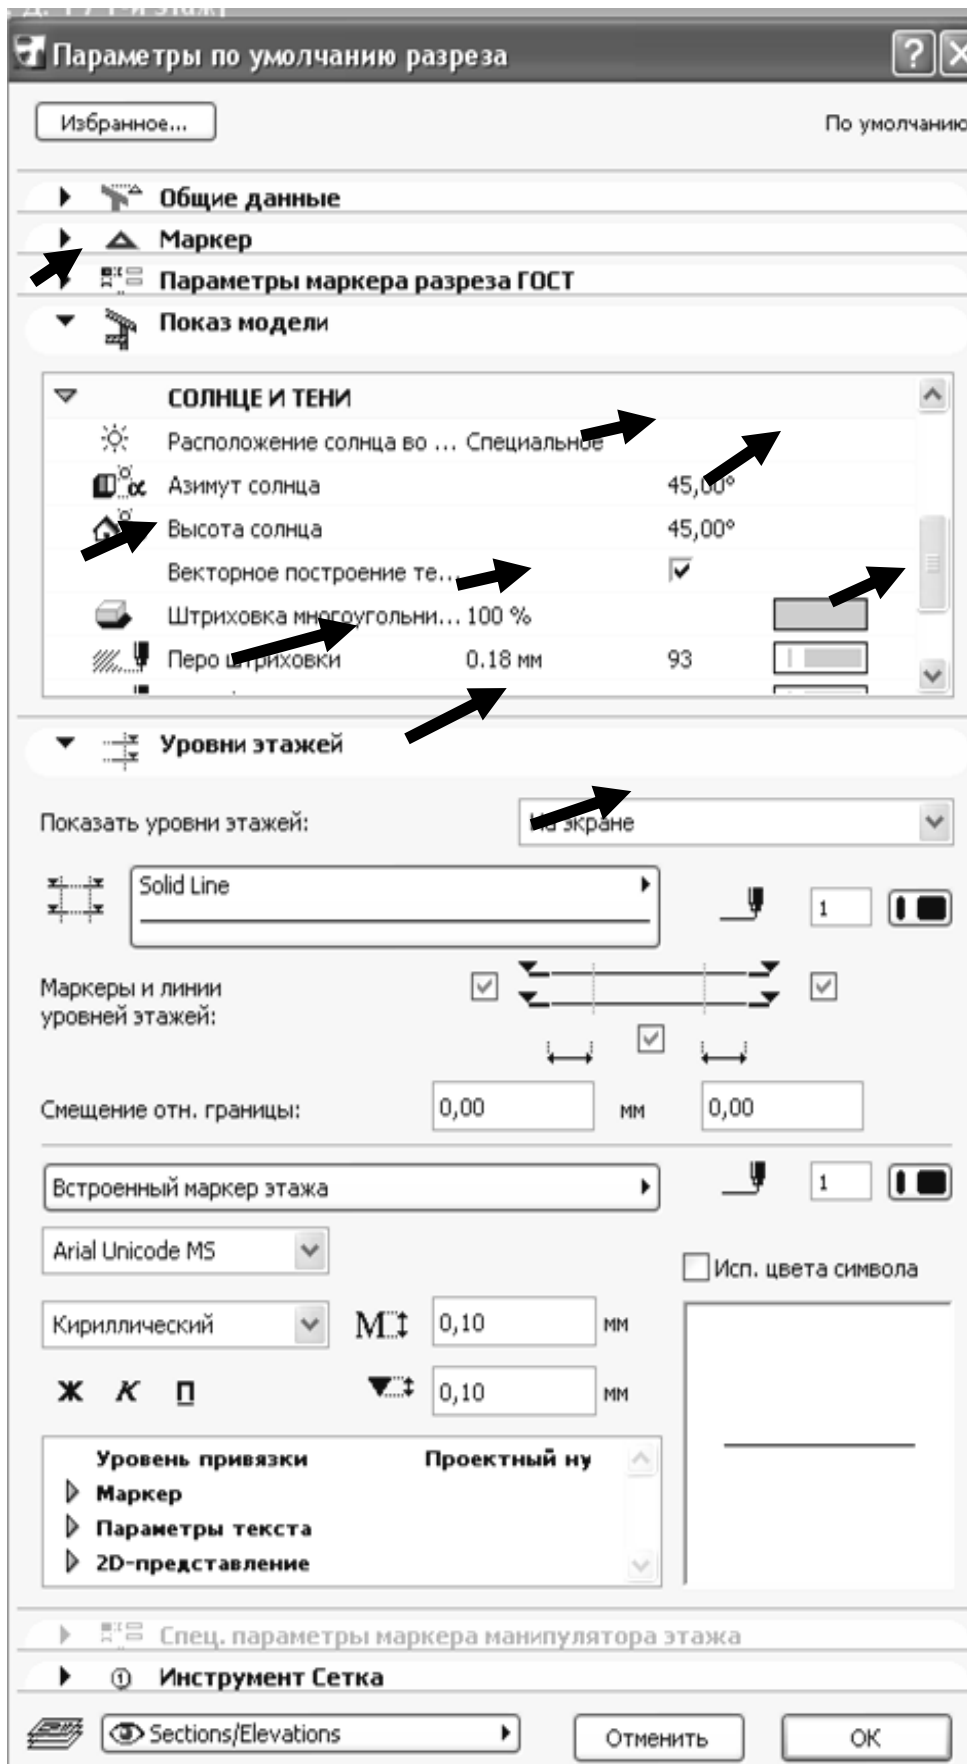 Параметры по умолчанию разреза
Избранное...
По умолчанию
Общие данные
Маркер
Параметры маркера разреза ГОСТ
Показ модели
СОЛНЦЕ И ТЕНИ
Расположение солнца во ... Специальное
Азимут солнца 45,00°
Высота солнца 45,00°
Векторное построение те...
Штриховка многоугольни... 100 %
Перо штриховки 0.18 мм 93
Уровни этажей
Показать уровни этажей: На экране
Solid Line
1
Маркеры и линии
уровней этажей:
Смещение отн. границы: 0,00 мм 0,00
Встроенный маркер этажа 1
Arial Unicode MS
Исп. цвета символа
Кириллический M 0,10 мм
Ж К П 0,10 мм
Уровень привязки Проектный ну
Маркер
Параметры текста
2D-представление
Спец. параметры маркера манипулятора этажа
Инструмент Сетка
Sections/Elevations Отменить OK